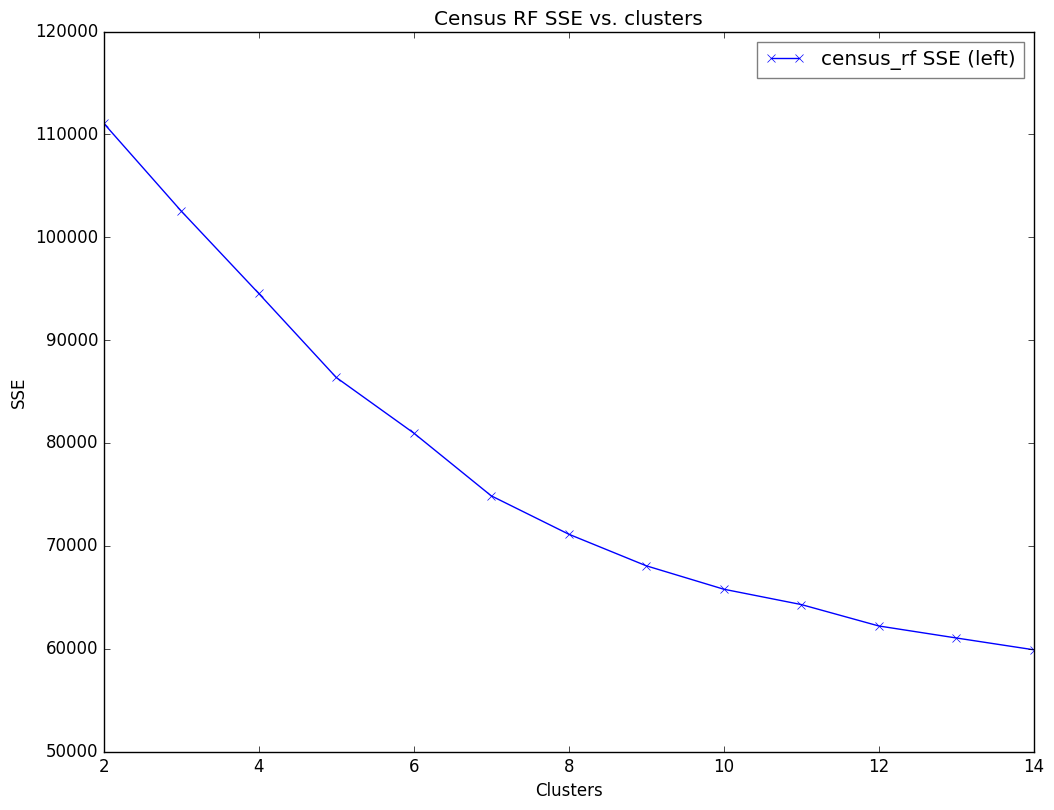 Census RF SSE vs. clusters
census_rf SSE (left)
120000
110000
100000
90000
80000
70000
60000
50000
SSE
2 4 6 8 10 12 14
Clusters